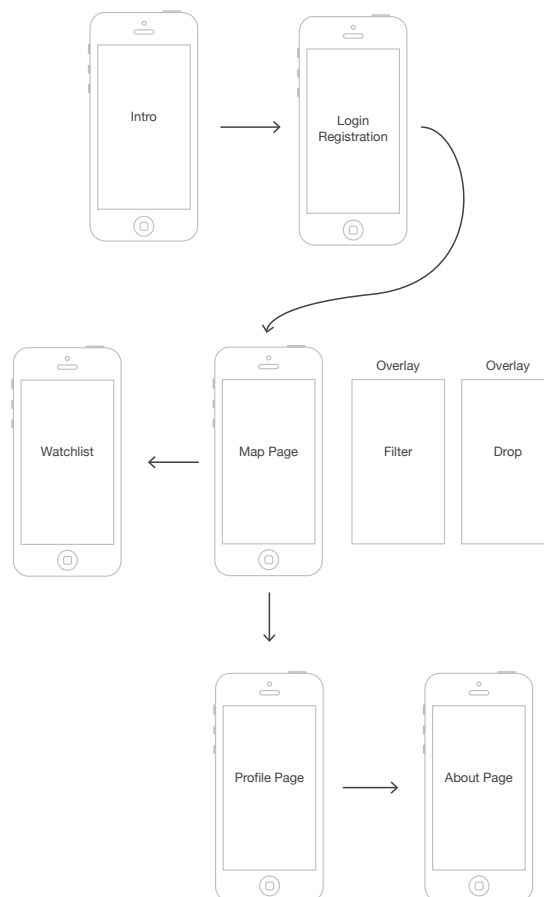 Intro
Login
Registration
Overlay
Overlay
Watchlist
Map Page
Filter
Drop
Profile Page
About Page